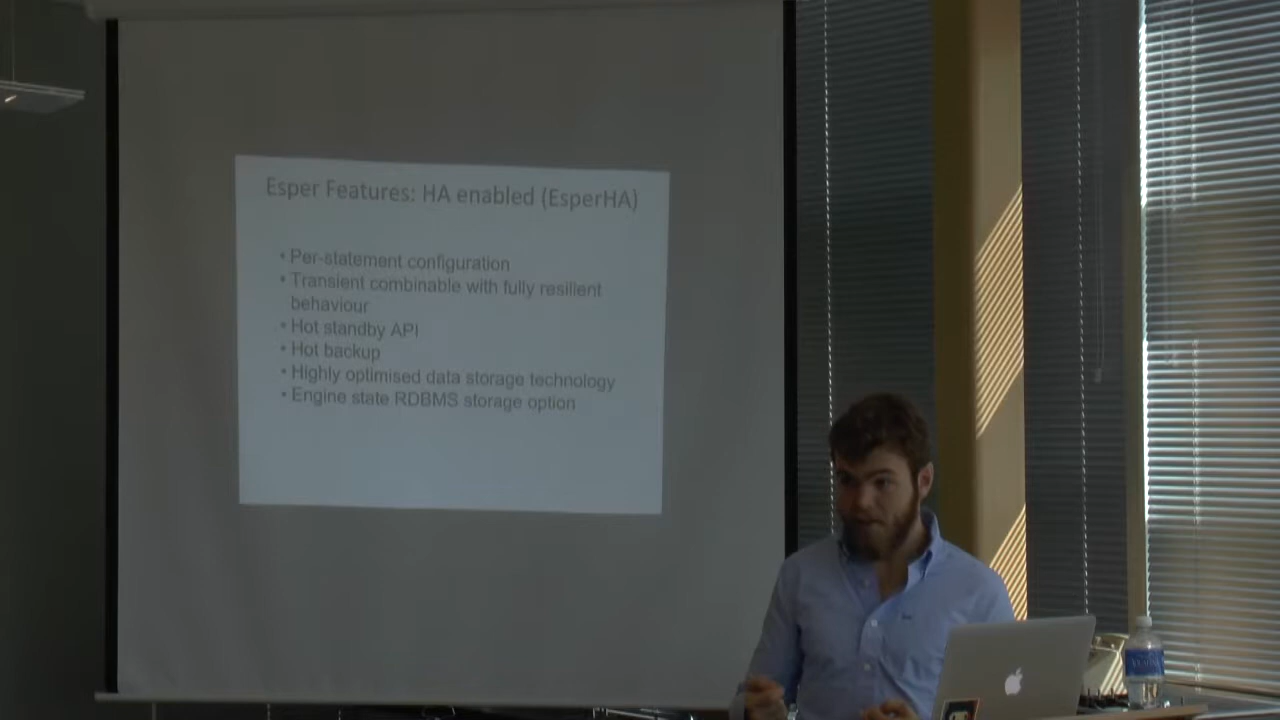 Esper Features: HA enabled (EsperHA)
• Per-statement configuration
• Transient combinable with fully resilient
behaviour
• Hot standby API
• Hot backup
• Highly optimised data storage technology
• Engine state RDBMS storage option